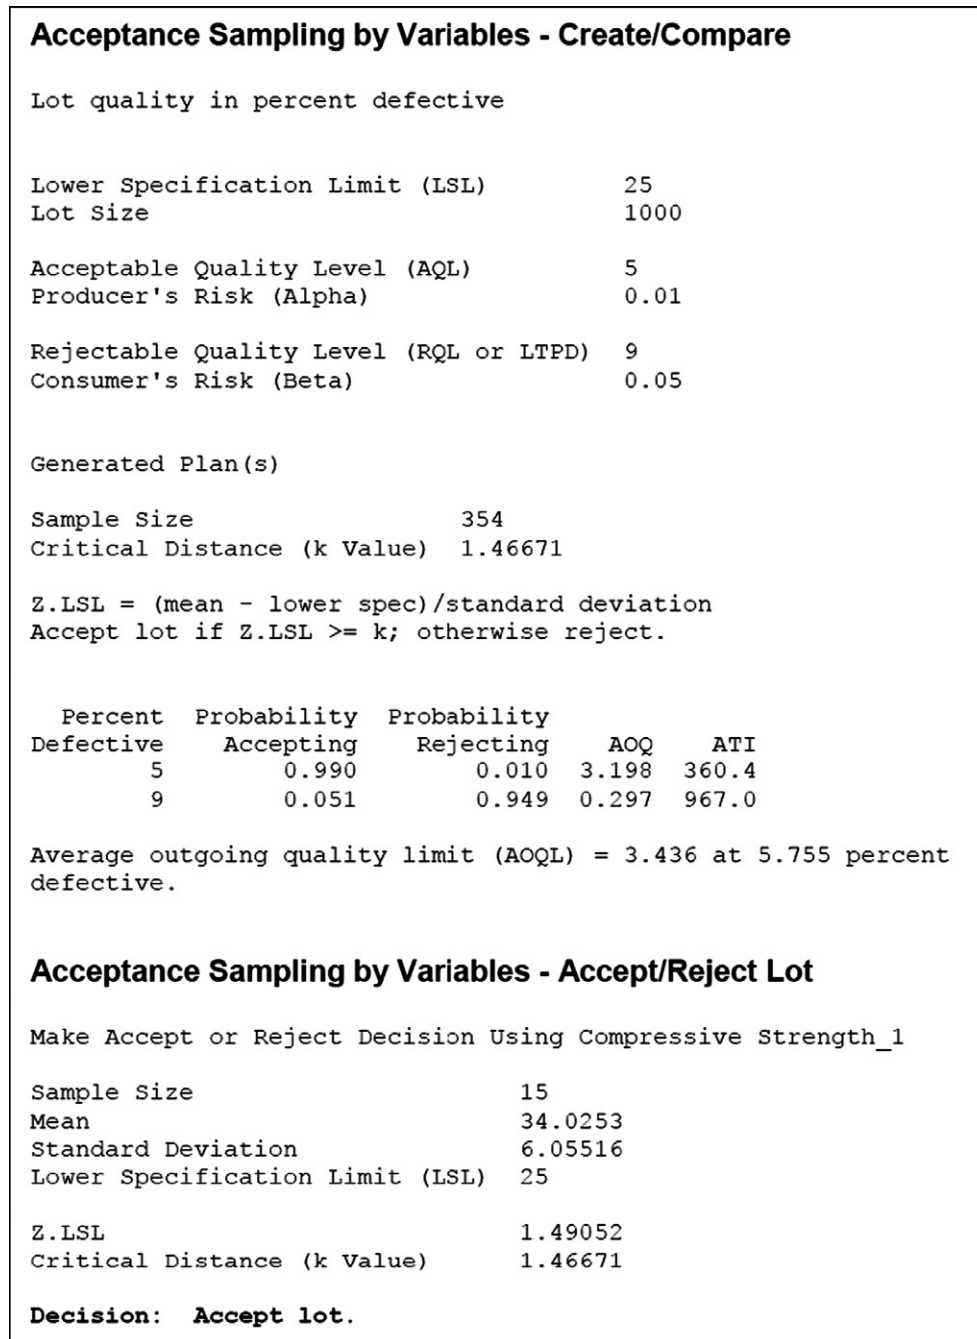 Acceptance Sampling by Variables - Create/Compare
Lot quality in percent defective
Lower Specification Limit (LSL) 25
Lot Size 1000
Acceptable Quality Level (AQL) 5
Producer's Risk (Alpha) 0.01
Rejectable Quality Level (RQL or LTPD) 9
Consumer's Risk (Beta) 0.05
Generated Plan(s)
Sample Size 354
Critical Distance (k Value) 1.46671
Z.LSL = (mean - lower spec)/standard deviation
Accept lot if Z.LSL >= k; otherwise reject.
Percent Probability Probability
Defective Accepting Rejecting AOQ ATI
5 0.990 0.010 3.198 360.4
9 0.051 0.949 0.297 967.0
Average outgoing quality limit (AOQL) = 3.436 at 5.755 percent
defective.
Acceptance Sampling by Variables - Accept/Reject Lot
Make Accept or Reject Decision Using Compressive Strength_1
Sample Size 15
Mean 34.0253
Standard Deviation 6.05516
Lower Specification Limit (LSL) 25
Z.LSL 1.49052
Critical Distance (k Value) 1.46671
Decision: Accept lot.